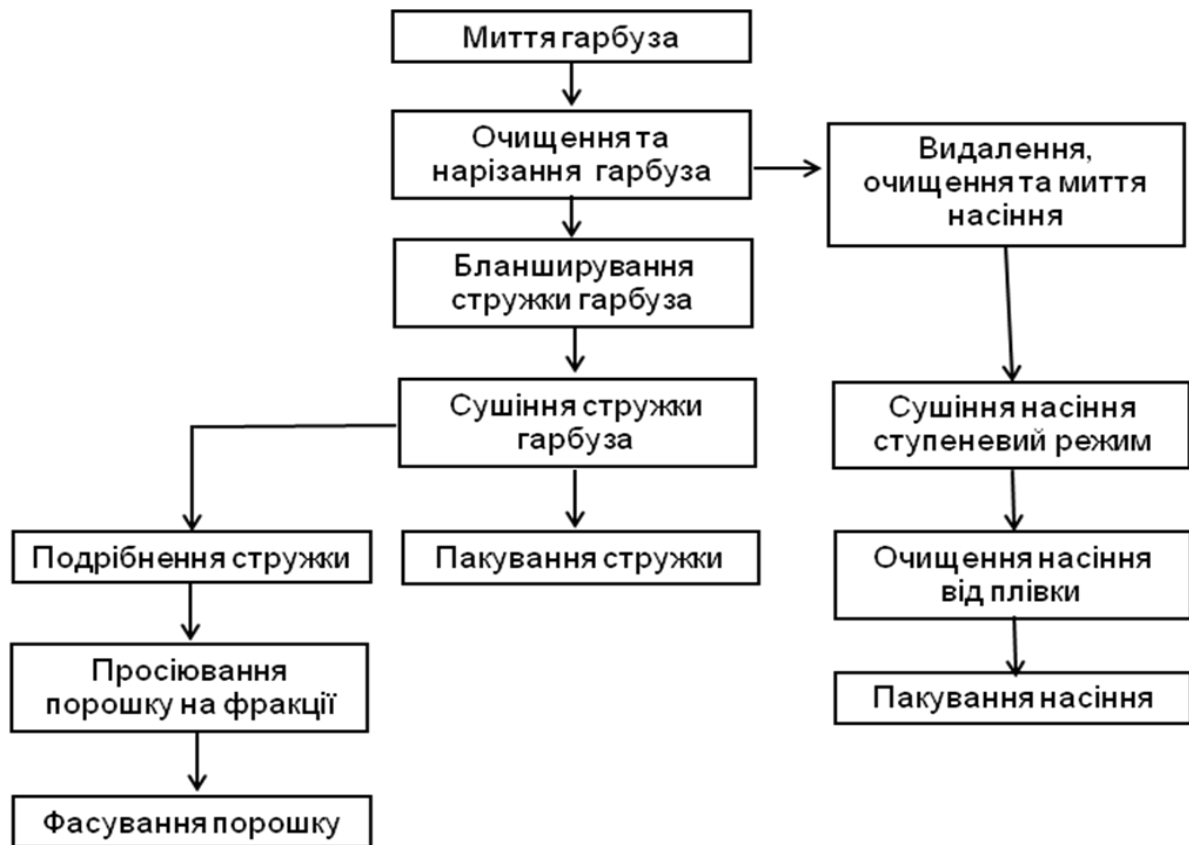 Миття гарбуза
Очищення та
нарізання гарбуза
Видалення,
очищення та миття
насіння
Бланширування
стружки гарбуза
Сушіння стружки
гарбуза
Сушіння насіння
ступеневий режим
Подрібнення стружки
Пакування стружки
Очищення насіння
від плівки
Просіювання
порошку на фракції
Пакування насіння
Фасування порошку